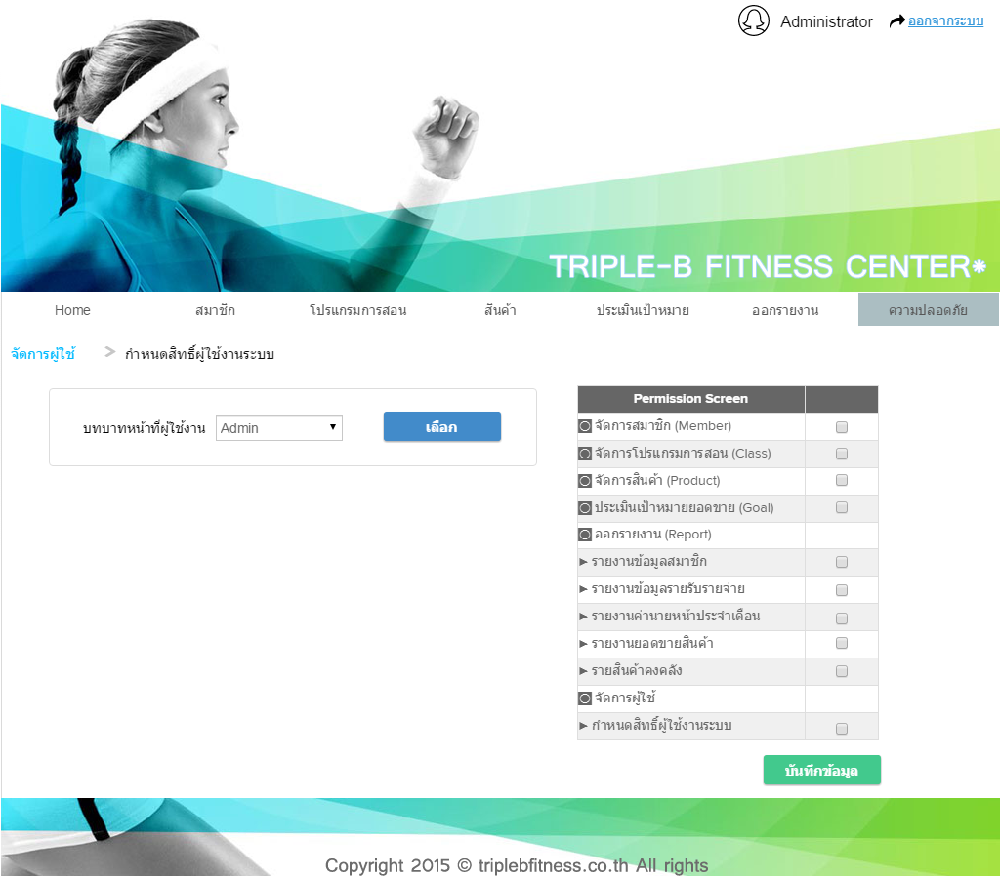 Administrator ออกจากระบบ
TRIPLE-B FITNESS CENTER
Home สมาชิก โปรแกรมการสอน สินค้า ประเมินเป้าหมาย ออกรายงาน ความปลอดภัย
จัดการผู้ใช้ > กำหนดสิทธิ์ผู้ใช้งานระบบ
บทบาทหน้าที่ผู้ใช้งาน Admin เลือก
Permission Screen
จัดการสมาชิก (Member)
จัดการโปรแกรมการสอน (Class)
จัดการสินค้า (Product)
ประเมินเป้าหมายยอดขาย (Goal)
ออกรายงาน (Report)
► รายงานข้อมูลสมาชิก
► รายงานข้อมูลรายรับรายจ่าย
► รายงานค่านายหน้าประจำเดือน
► รายงานยอดขายสินค้า
► รายสินค้าคงคลัง
จัดการผู้ใช้
► กำหนดสิทธิ์ผู้ใช้งานระบบ
บันทึกข้อมูล
Copyright 2015 © triplebfitness.co.th All rights